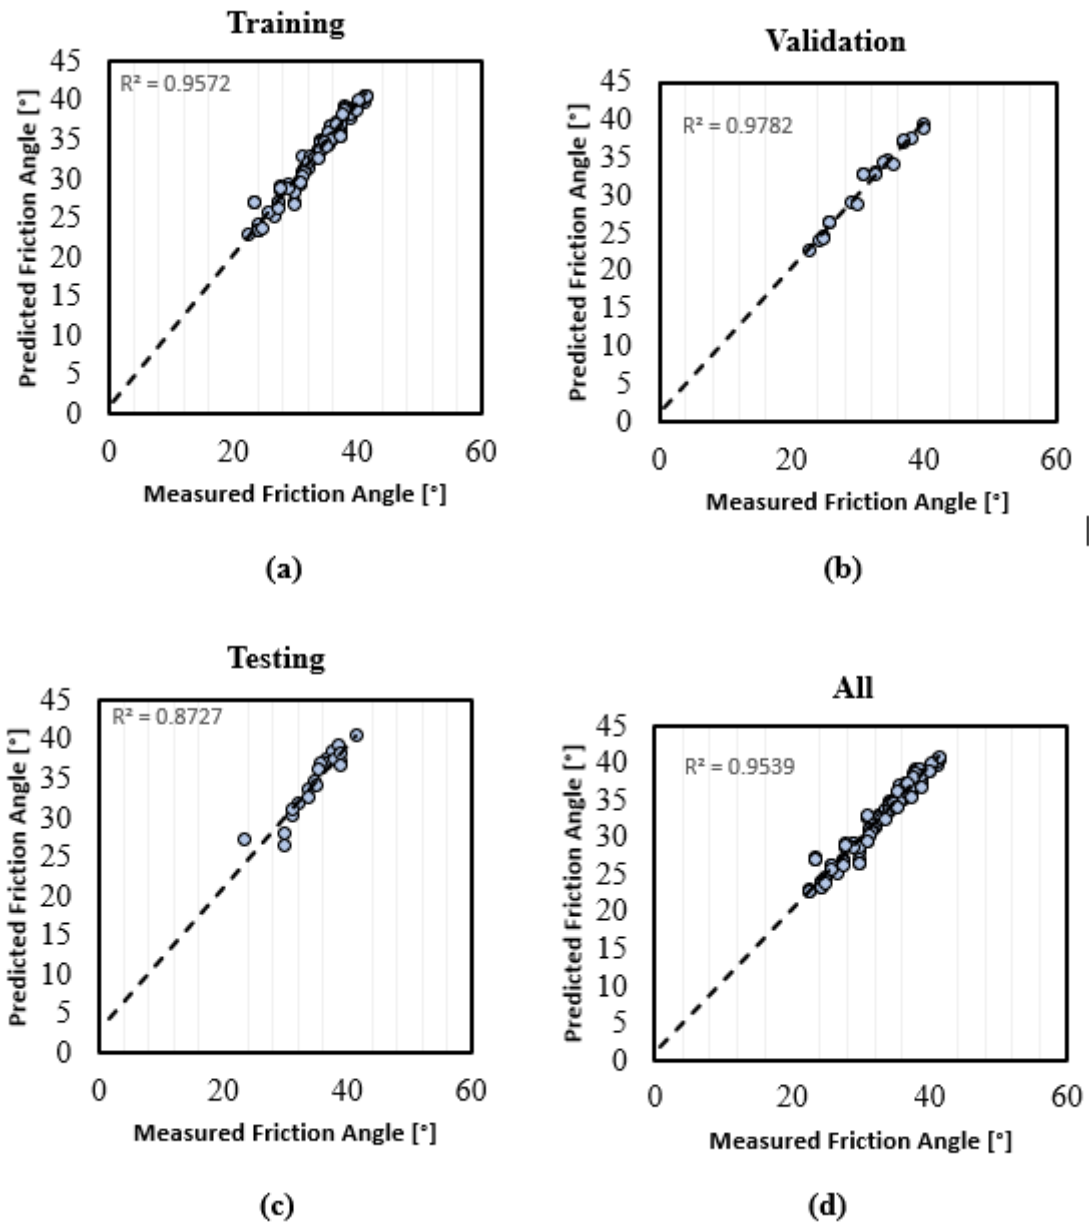 Training
R² = 0.9572
45
40
35
30
25
20
15
10
5
0
Predicted Friction Angle [°]
0 20 40 60
Measured Friction Angle [°]
(a)
Validation
R² = 0.9782
45
40
35
30
25
20
15
10
5
0
Predicted Friction Angle [°]
0 20 40 60
Measured Friction Angle [°]
(b)
Testing
R² = 0.8727
45
40
35
30
25
20
15
10
5
0
Predicted Friction Angle [°]
0 20 40 60
Measured Friction Angle [°]
(c)
All
R² = 0.9539
45
40
35
30
25
20
15
10
5
0
Predicted Friction Angle [°]
0 20 40 60
Measured Friction Angle [°]
(d)